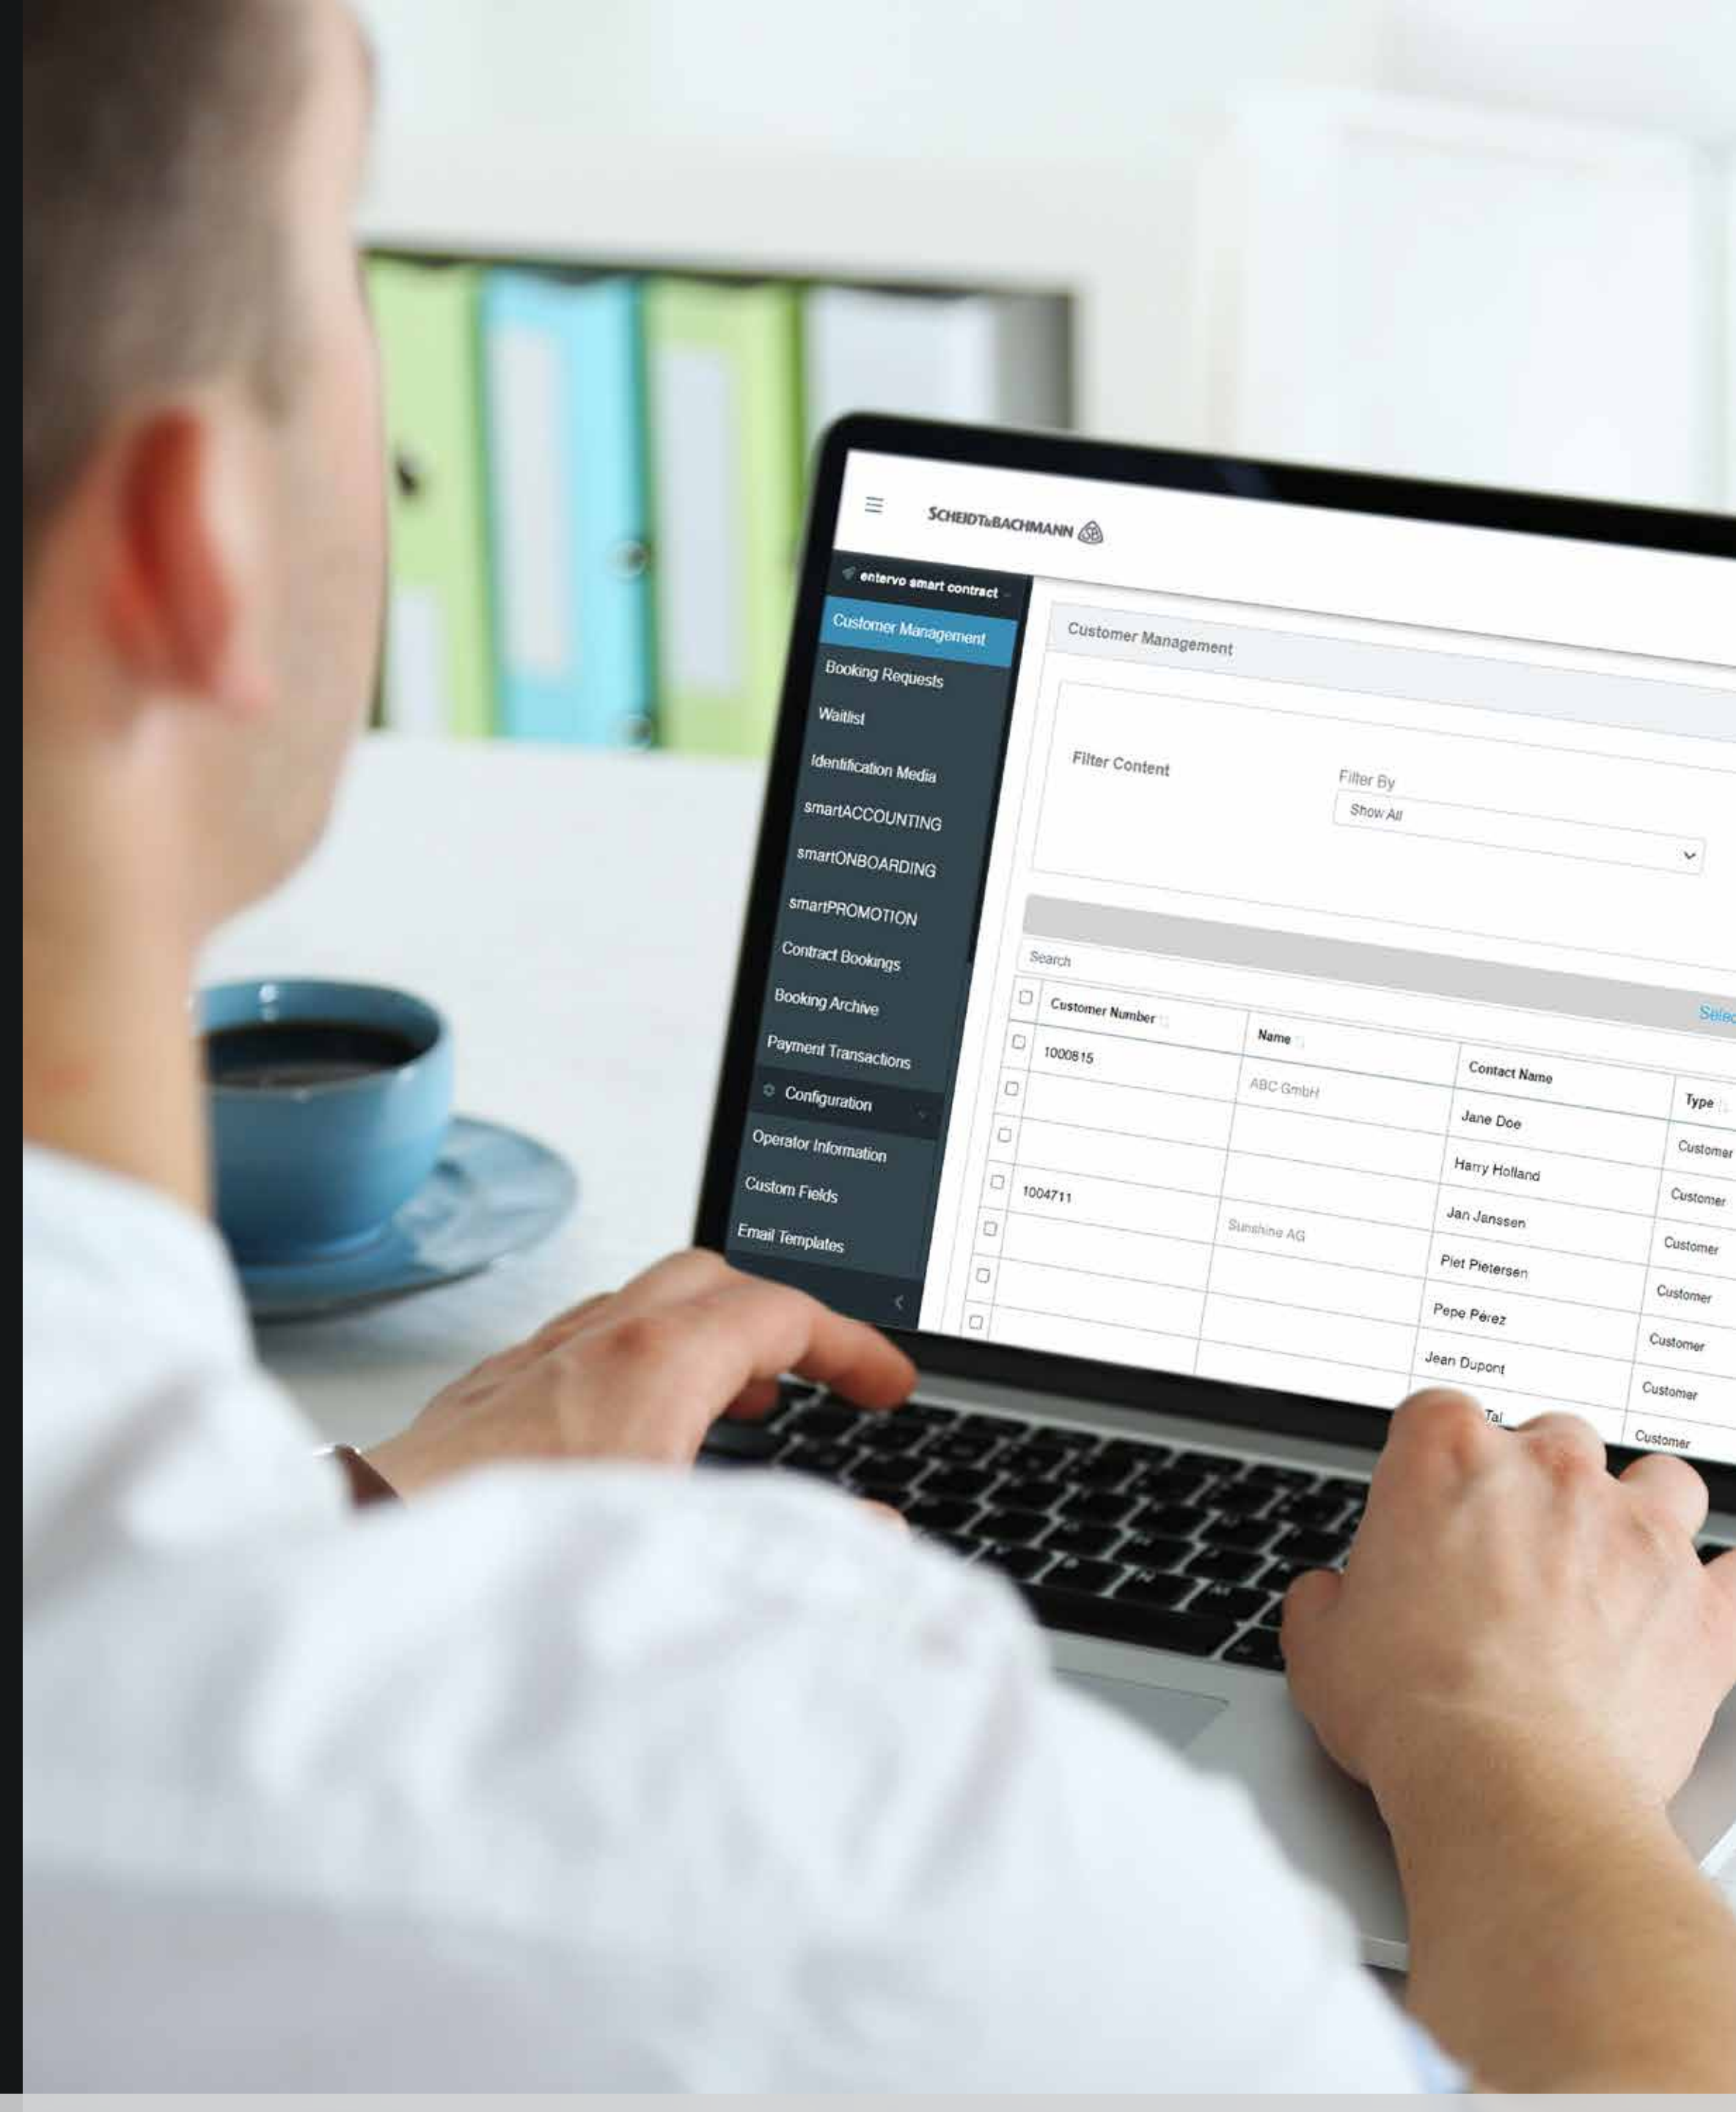 SCHEIDT&BACHMANN SB
entervo smart contract
Customer Management
Booking Requests
Waitlist
Identification Media
smartACCOUNTING
smartONBOARDING
smartPROMOTION
Contract Bookings
Booking Archive
Payment Transactions
Configuration
Operator Information
Custom Fields
Email Templates
Customer Management
Filter Content
Filter By
Show All
Search
Customer Number Name Contact Name Type
1000815 ABC GmbH Jane Doe Customer
Harry Holland Customer
Jan Janssen Customer
1004711 Sunshine AG Piet Pietersen Customer
Pepe Pérez Customer
Jean Dupont Customer
Tal Customer